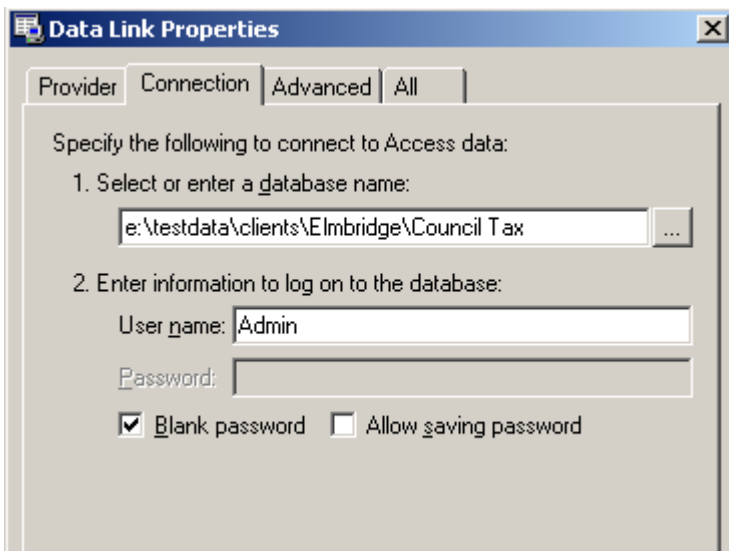 Data Link Properties
Provider Connection Advanced All
Specify the following to connect to Access data:
1. Select or enter a database name:
e:\testdata\clients\Elmbridge\Council Tax ...
2. Enter information to log on to the database:
User name: Admin
Password:
Blank password Allow saving password